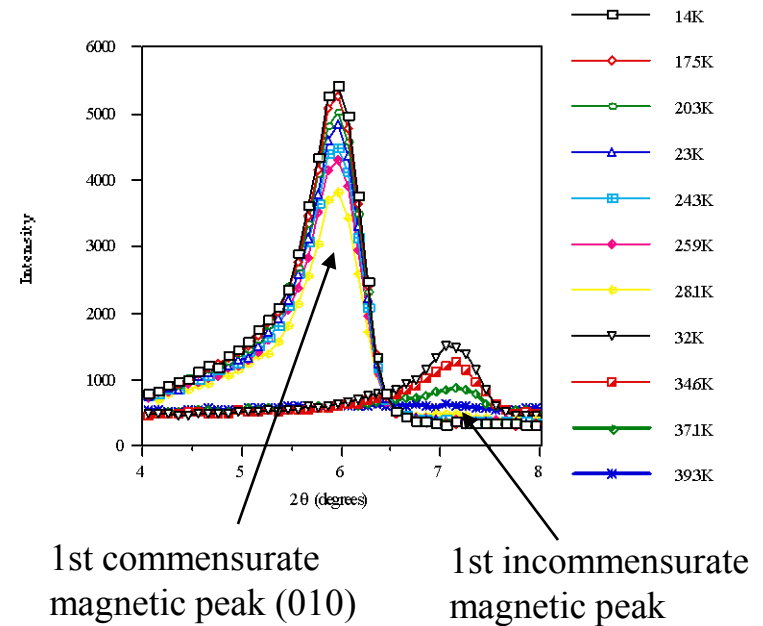 14K
175K
203K
23K
243K
259K
281K
32K
346K
371K
393K
6000
5000
4000
3000
2000
1000
0
Intensity
4
5
6
7
8
2θ (degrees)
1st commensurate
magnetic peak (010)
1st incommensurate
magnetic peak